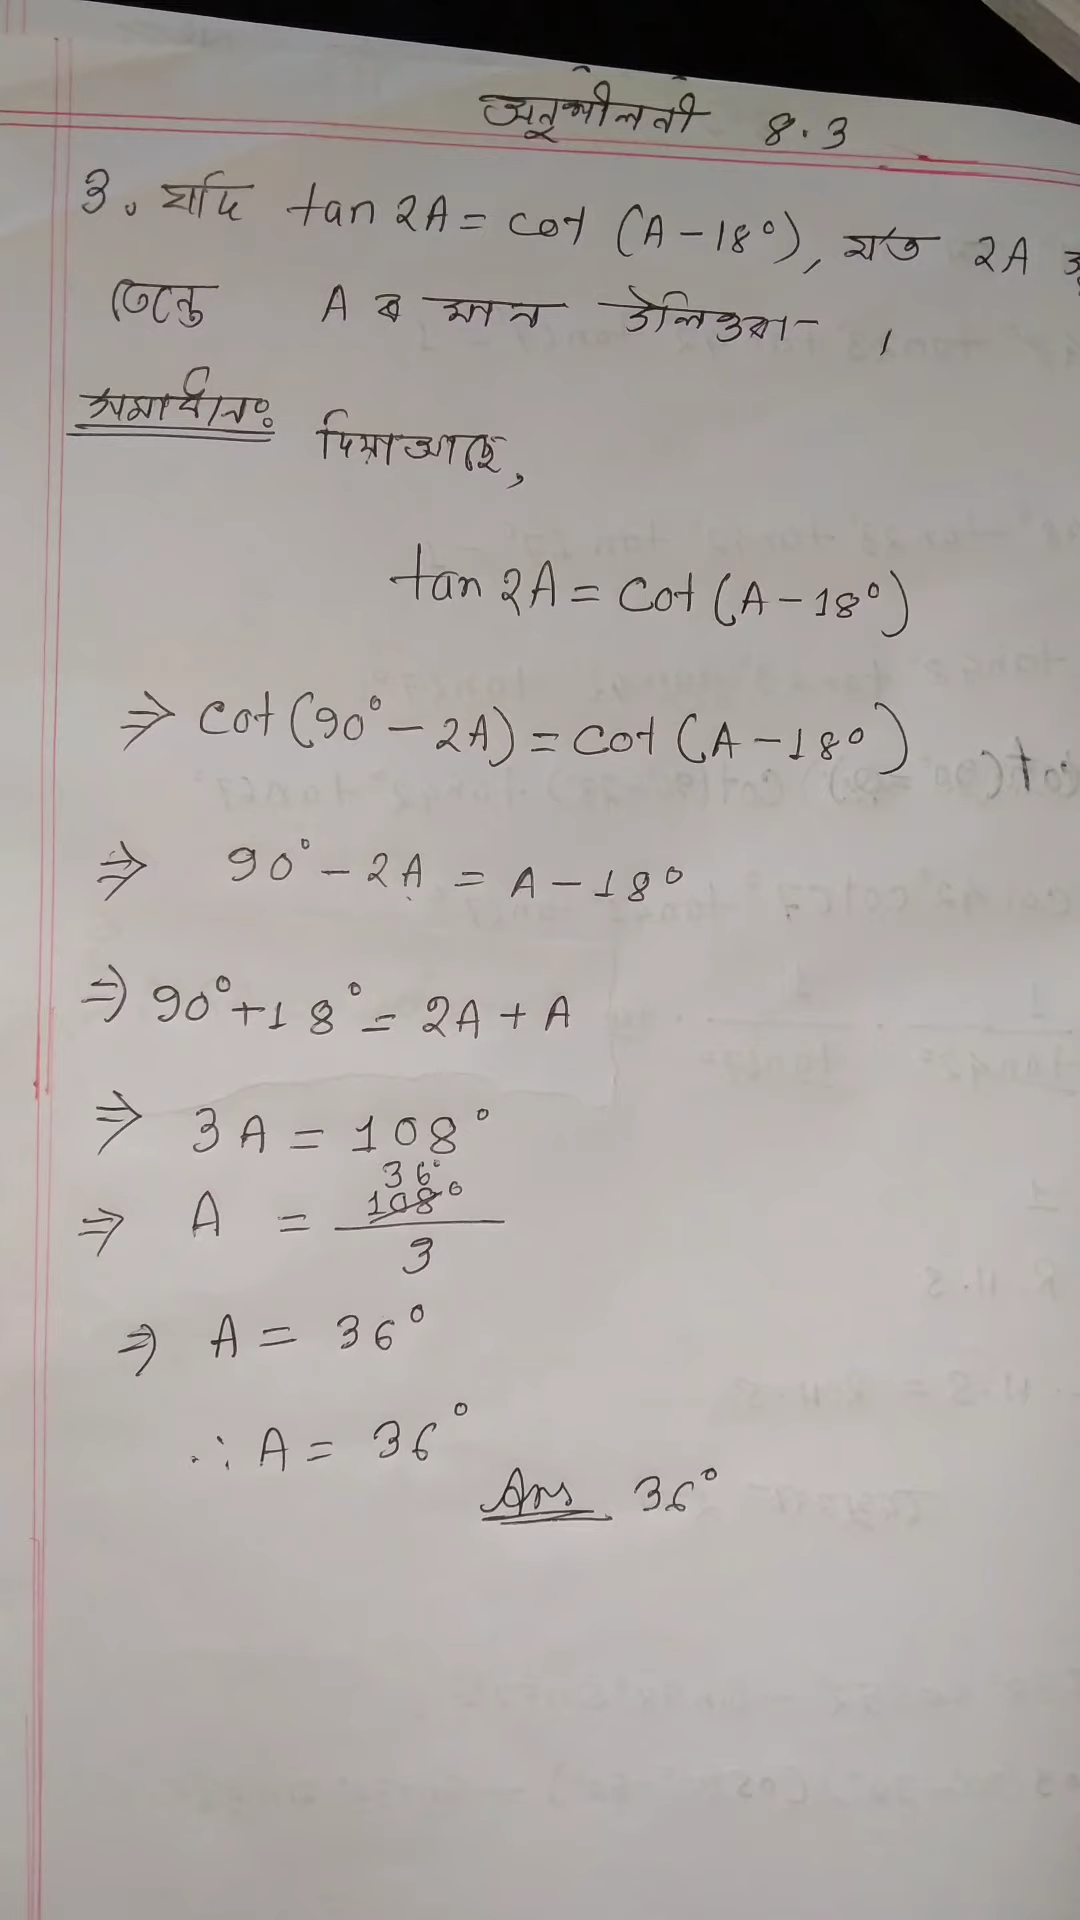 অনুশীলনী 8.3
3. যদি tan 2A = cot (A - 18°), য'ত 2A
তেন্তে A ৰ মান উলিওৱা ।
সমাধানঃ দিয়া আছে,
tan 2A = Cot (A - 18°)
⇒ Cot (90° - 2A) = Cot (A - 18°)
⇒ 90° - 2A = A - 18°
⇒ 90° + 18° = 2A + A
⇒ 3A = 108°
36°
⇒ A = 108° / 3
⇒ A = 36°
∴ A = 36°
Ans 36°